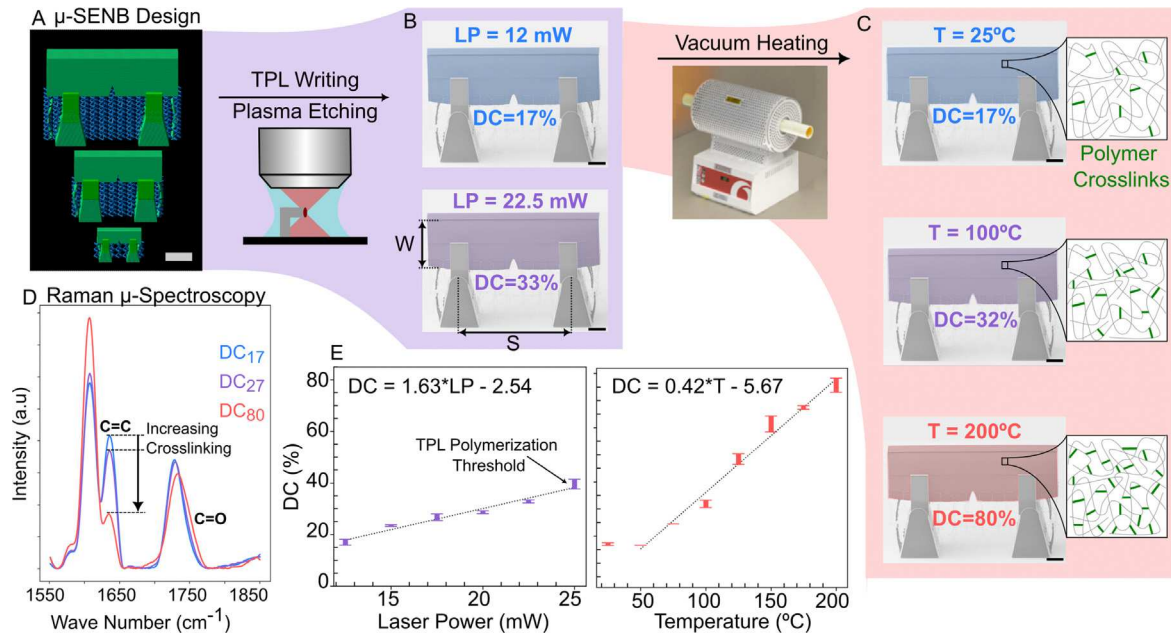 A μ-SENB Design
TPL Writing
Plasma Etching
B
LP = 12 mW
DC=17%
LP = 22.5 mW
W
DC=33%
S
Vacuum Heating
C
T = 25ºC
DC=17%
Polymer
Crosslinks
T = 100ºC
DC=32%
T = 200ºC
DC=80%
D Raman μ-Spectroscopy
DC17
DC27
DC80
C=C
Increasing
Crosslinking
C=O
Intensity (a.u)
1550 1650 1750 1850
Wave Number (cm-1)
E
DC = 1.63*LP - 2.54
TPL Polymerization
Threshold
DC (%)
80
60
40
20
0
15 20 25
Laser Power (mW)
DC = 0.42*T - 5.67
50 100 150 200
Temperature (ºC)